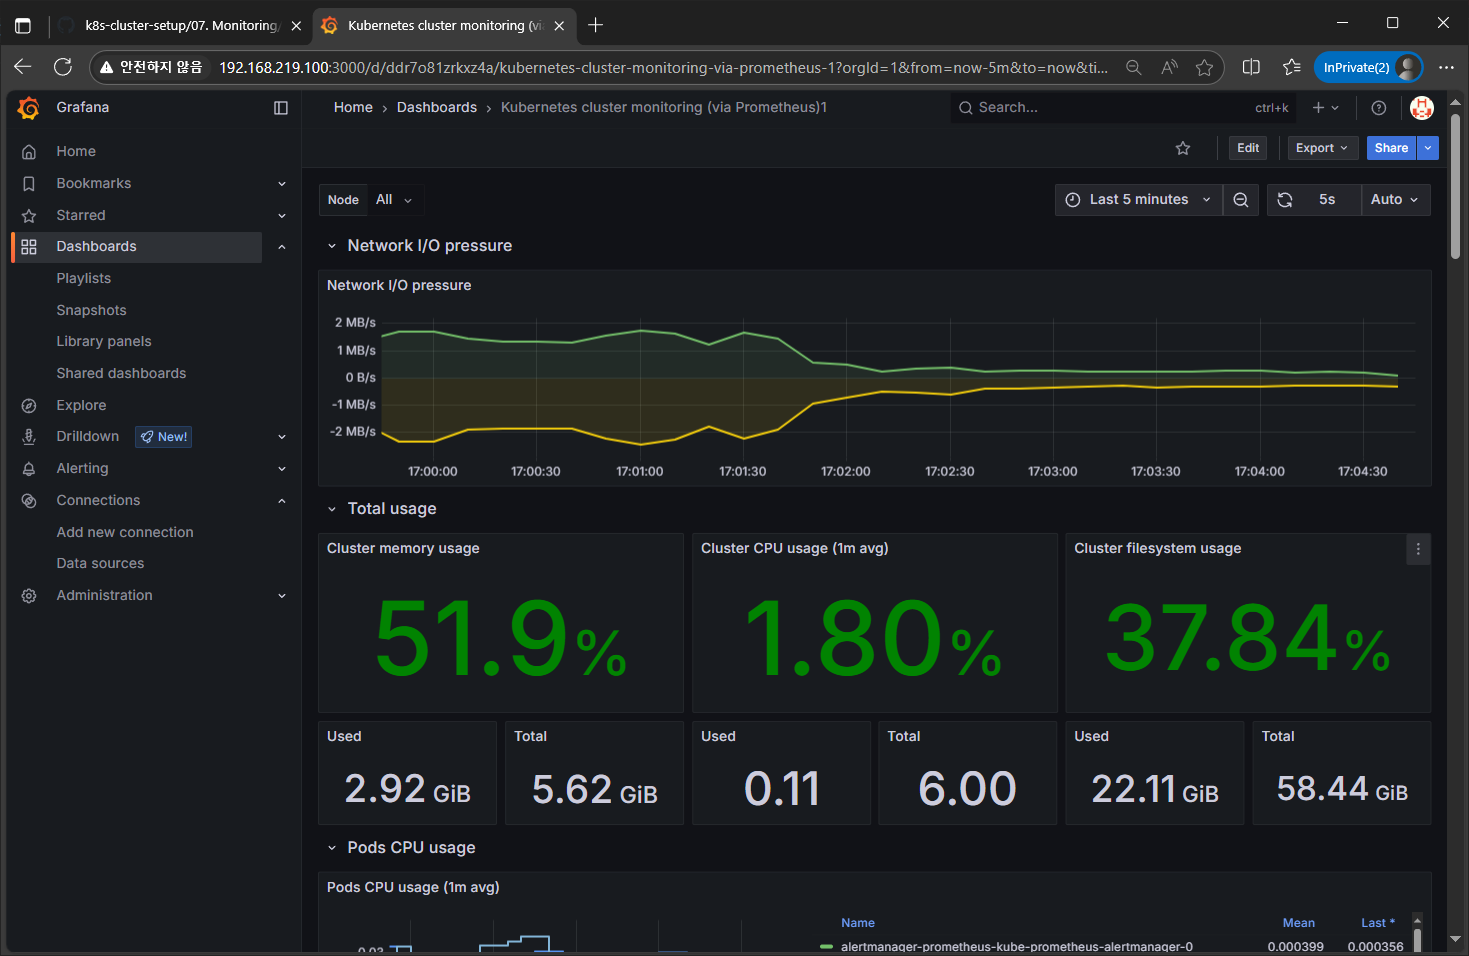 k8s-cluster-setup/07. Monitoring/
Kubernetes cluster monitoring (via
안전하지 않음
192.168.219.100:3000/d/ddr7o81zrkxz4a/kubernetes-cluster-monitoring-via-prometheus-1?orgId=1&from=now-5m&to=now&ti...
InPrivate(2)
Grafana
Home
Bookmarks
Starred
Dashboards
Playlists
Snapshots
Library panels
Shared dashboards
Explore
Drilldown New!
Alerting
Connections
Add new connection
Data sources
Administration
Home > Dashboards > Kubernetes cluster monitoring (via Prometheus)1
Search... ctrl+k
Edit Export Share
Node All
Last 5 minutes 5s Auto
Network I/O pressure
Network I/O pressure
2 MB/s
1 MB/s
0 B/s
-1 MB/s
-2 MB/s
17:00:00 17:00:30 17:01:00 17:01:30 17:02:00 17:02:30 17:03:00 17:03:30 17:04:00 17:04:30
Total usage
Cluster memory usage
51.9%
Cluster CPU usage (1m avg)
1.80%
Cluster filesystem usage
37.84%
Used
2.92 GiB
Total
5.62 GiB
Used
0.11
Total
6.00
Used
22.11 GiB
Total
58.44 GiB
Pods CPU usage
Pods CPU usage (1m avg)
0.03
Name Mean Last *
alertmanager-prometheus-kube-prometheus-alertmanager-0 0.000399 0.000356